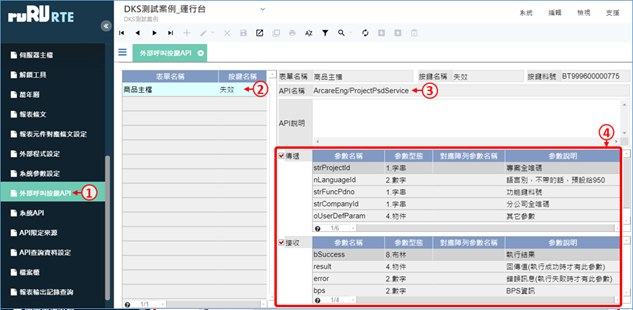 ruRU RTE
伺服器主檔
解鎖工具
萬年曆
報表條文
報表元件對應條文設定
外部程式設定
系統參數設定
外部呼叫按鍵API
①
系統API
API限定來源
API查詢資料設定
檔案櫃
報表輸出記錄查詢
DKS測試案例_運行台
DKS測試案例
系統 編輯 檢視 支援
外部呼叫按鍵API
表單名稱 按鍵名稱
商品主檔 失效
②
1/1
表單名稱 商品主檔 按鍵名稱 失效 按鍵料號 BT999600000775
API名稱 ArcareEng/ProjectPsdService
③
API說明
④
傳遞 參數名稱 參數型態 對應陣列參數名稱 參數說明
strProjectId 1.字串 專案全唯碼
nLanguageId 2.數字 語言別，不帶的話，預設給950
strFuncPdno 1.字串 功能鍵料號
strCompanyId 1.字串 分公司全唯碼
oUserDefParam 4.物件 其它參數
1/6
接收 參數名稱 參數型態 對應陣列參數名稱 參數說明
bSuccess 8.布林 執行結果
result 4.物件 回傳值(執行成功時才有此參數)
error 2.數字 錯誤訊息(執行失敗時才有此參數)
bps 2.數字 BPS資訊
1/4